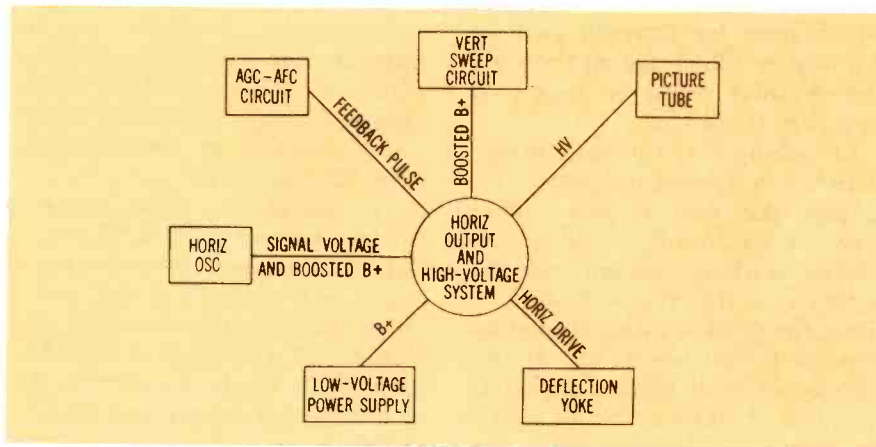 VERT
SWEEP
CIRCUIT
AGC-AFC
CIRCUIT
PICTURE
TUBE
FEEDBACK PULSE
BOOSTED B+
HV
HORIZ
OSC
SIGNAL VOLTAGE
AND BOOSTED B+
HORIZ
OUTPUT
AND
HIGH-VOLTAGE
SYSTEM
B+
HORIZ DRIVE
LOW-VOLTAGE
POWER SUPPLY
DEFLECTION
YOKE